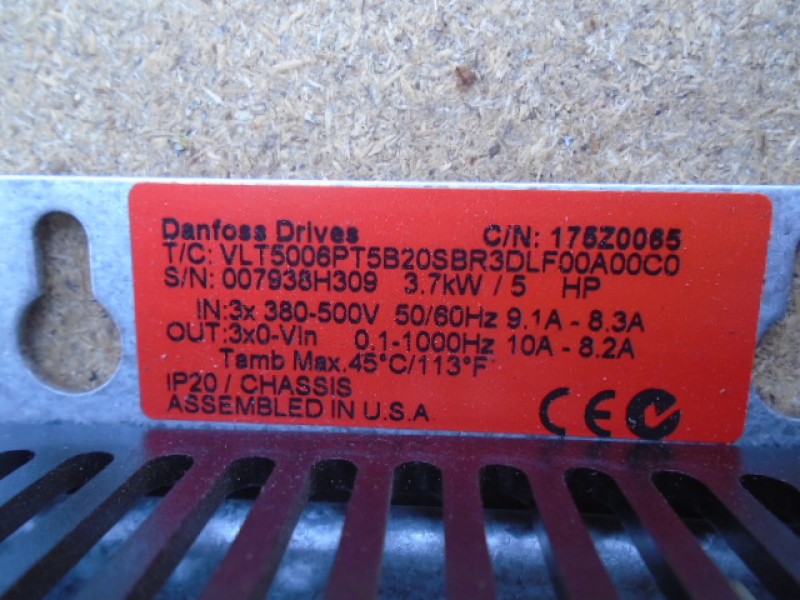 Danfoss Drives C/N: 175Z0065
T/C: VLT5006PT5B20SBR3DLF00A00C0
S/N: 007938H309 3.7kW / 5 HP
IN:3x 380-500V 50/60Hz 9.1A - 8.3A
OUT:3x0-Vin 0.1-1000Hz 10A - 8.2A
Tamb Max.45°C/113°F
IP20 / CHASSIS
ASSEMBLED IN U.S.A
CE